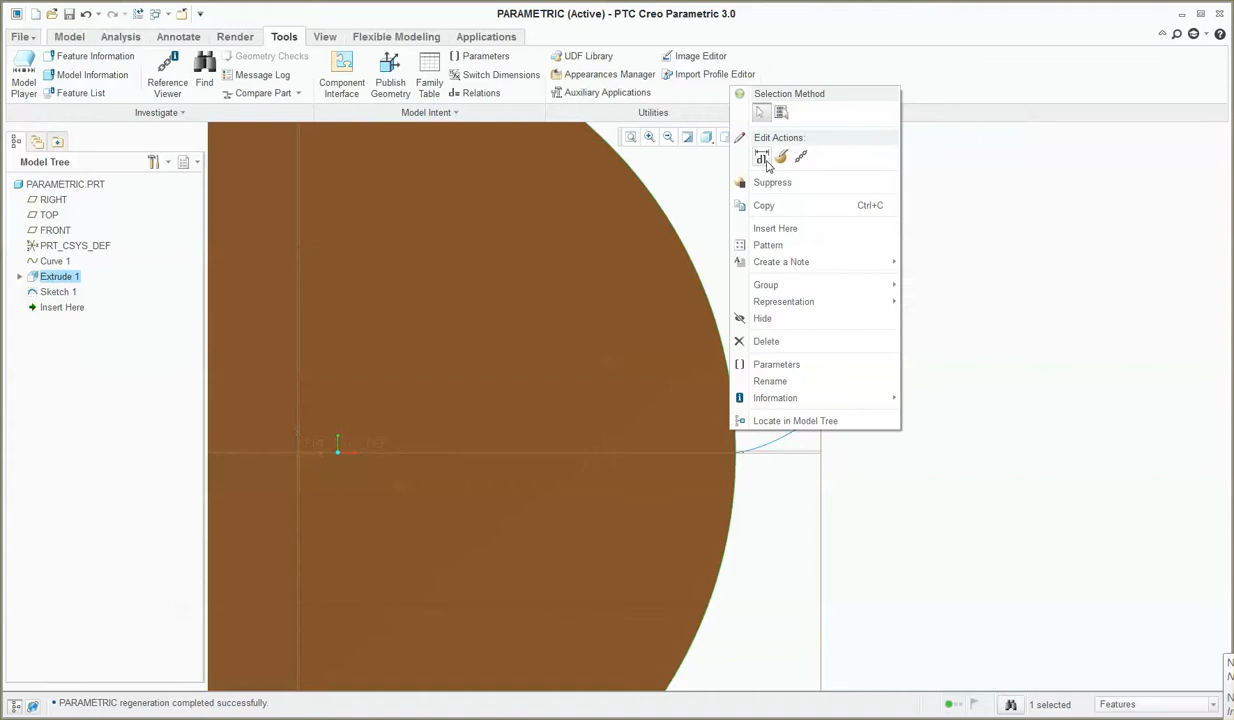 PARAMETRIC (Active) - PTC Creo Parametric 3.0
File
Model
Analysis
Annotate
Render
Tools
View
Flexible Modeling
Applications
Model Player
Feature Information
Model Information
Feature List
Reference Viewer
Find
Geometry Checks
Message Log
Compare Part
Investigate
Component Interface
Publish Geometry
Family Table
Parameters
Switch Dimensions
d= Relations
Model Intent
UDF Library
Appearances Manager
Auxiliary Applications
Image Editor
Import Profile Editor
Utilities
Model Tree
PARAMETRIC.PRT
RIGHT
TOP
FRONT
PRT_CSYS_DEF
Curve 1
Extrude 1
Sketch 1
Insert Here
Selection Method
Edit Actions:
Suppress
Copy Ctrl+C
Insert Here
Pattern
Create a Note
Group
Representation
Hide
Delete
Parameters
Rename
Information
Locate in Model Tree
• PARAMETRIC regeneration completed successfully.
1 selected
Features